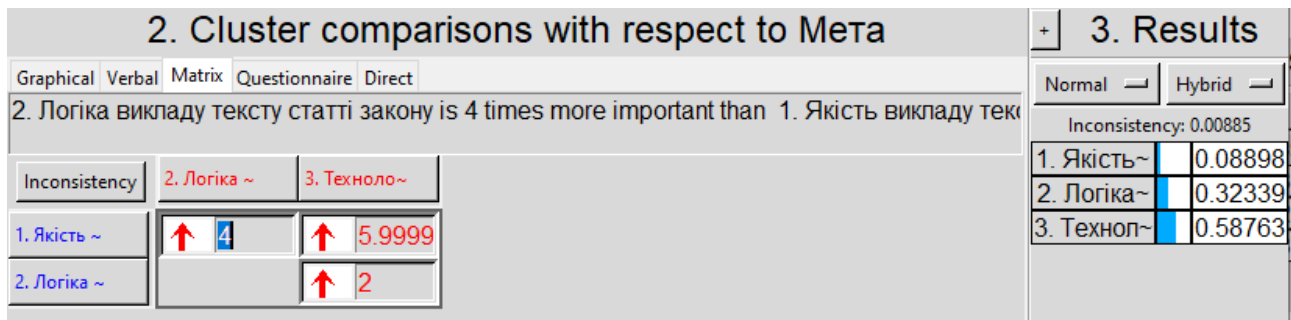 2. Cluster comparisons with respect to Мета
Graphical Verbal Matrix Questionnaire Direct
2. Логіка викладу тексту статті закону is 4 times more important than 1. Якість викладу
Inconsistency 2. Логіка ~ 3. Техноло~
1. Якість ~ 4 5.9999
2. Логіка ~ 2
+ 3. Results
Normal Hybrid
Inconsistency: 0.00885
1. Якість~ 0.08898
2. Логіка~ 0.32339
3. Технол~ 0.58763